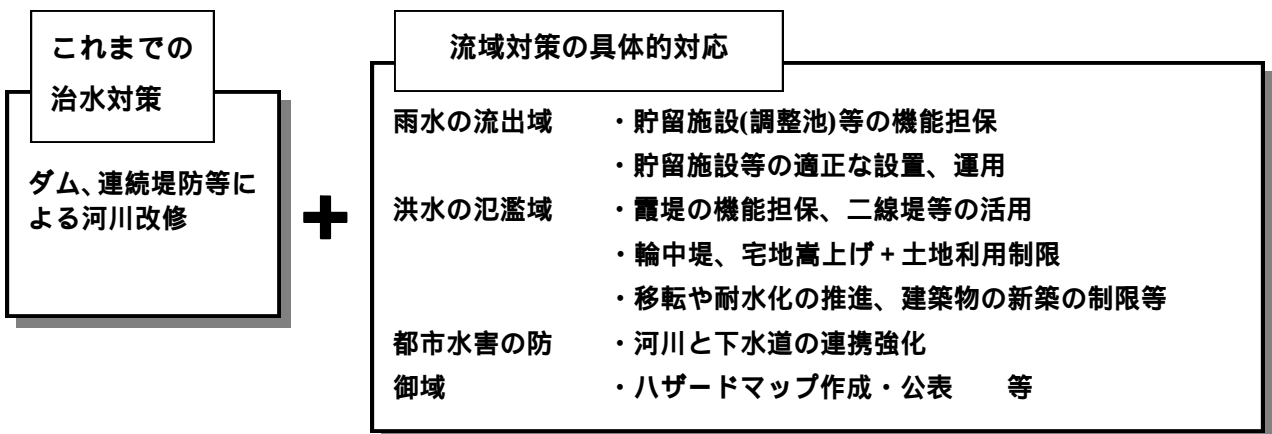 これまでの
治水対策
ダム、連続堤防等に
よる河川改修
+
流域対策の具体的対応
雨水の流出域 ・貯留施設(調整池)等の機能担保
・貯留施設等の適正な設置、運用
洪水の氾濫域 ・霞堤の機能担保、二線堤等の活用
・輪中堤、宅地嵩上げ+土地利用制限
・移転や耐水化の推進、建築物の新築の制限等
都市水害の防 ・河川と下水道の連携強化
御域 ・ハザードマップ作成・公表 等